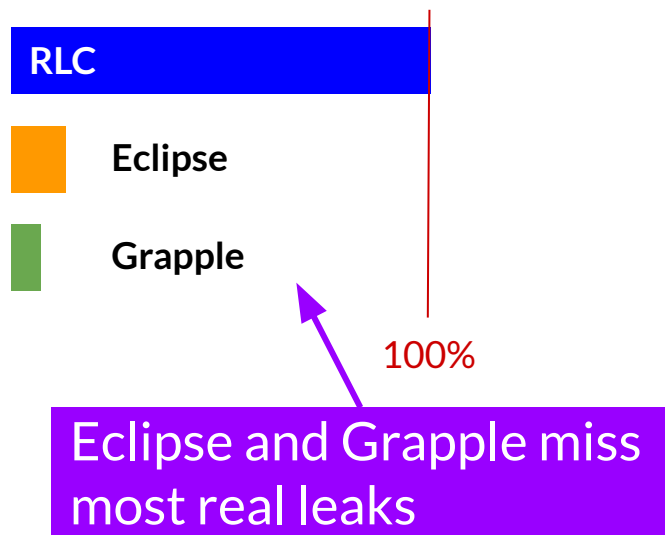 RLC
Eclipse
Grapple
100%
Eclipse and Grapple miss
most real leaks